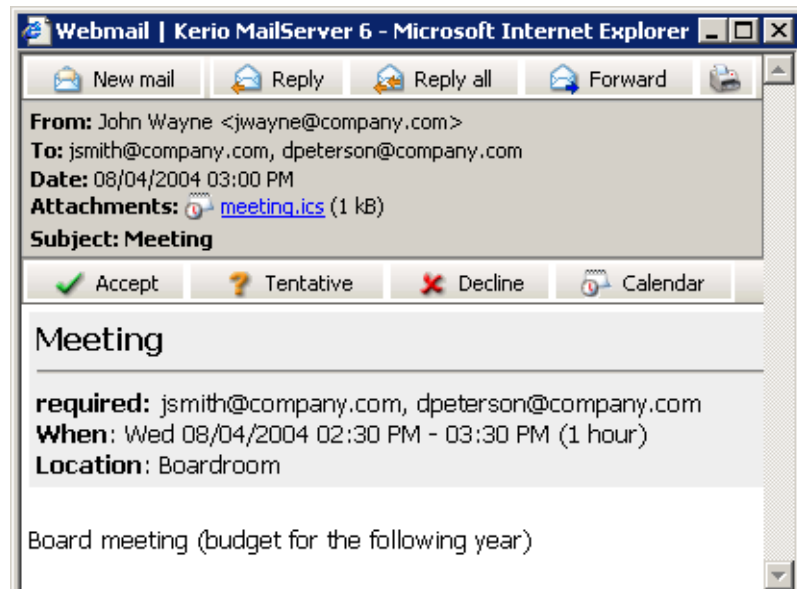 Webmail | Kerio MailServer 6 - Microsoft Internet Explorer
New mail Reply Reply all Forward
From: John Wayne <jwayne@company.com>
To: jsmith@company.com, dpeterson@company.com
Date: 08/04/2004 03:00 PM
Attachments: meeting.ics (1 kB)
Subject: Meeting
Accept Tentative Decline Calendar
Meeting
required: jsmith@company.com, dpeterson@company.com
When: Wed 08/04/2004 02:30 PM - 03:30 PM (1 hour)
Location: Boardroom
Board meeting (budget for the following year)